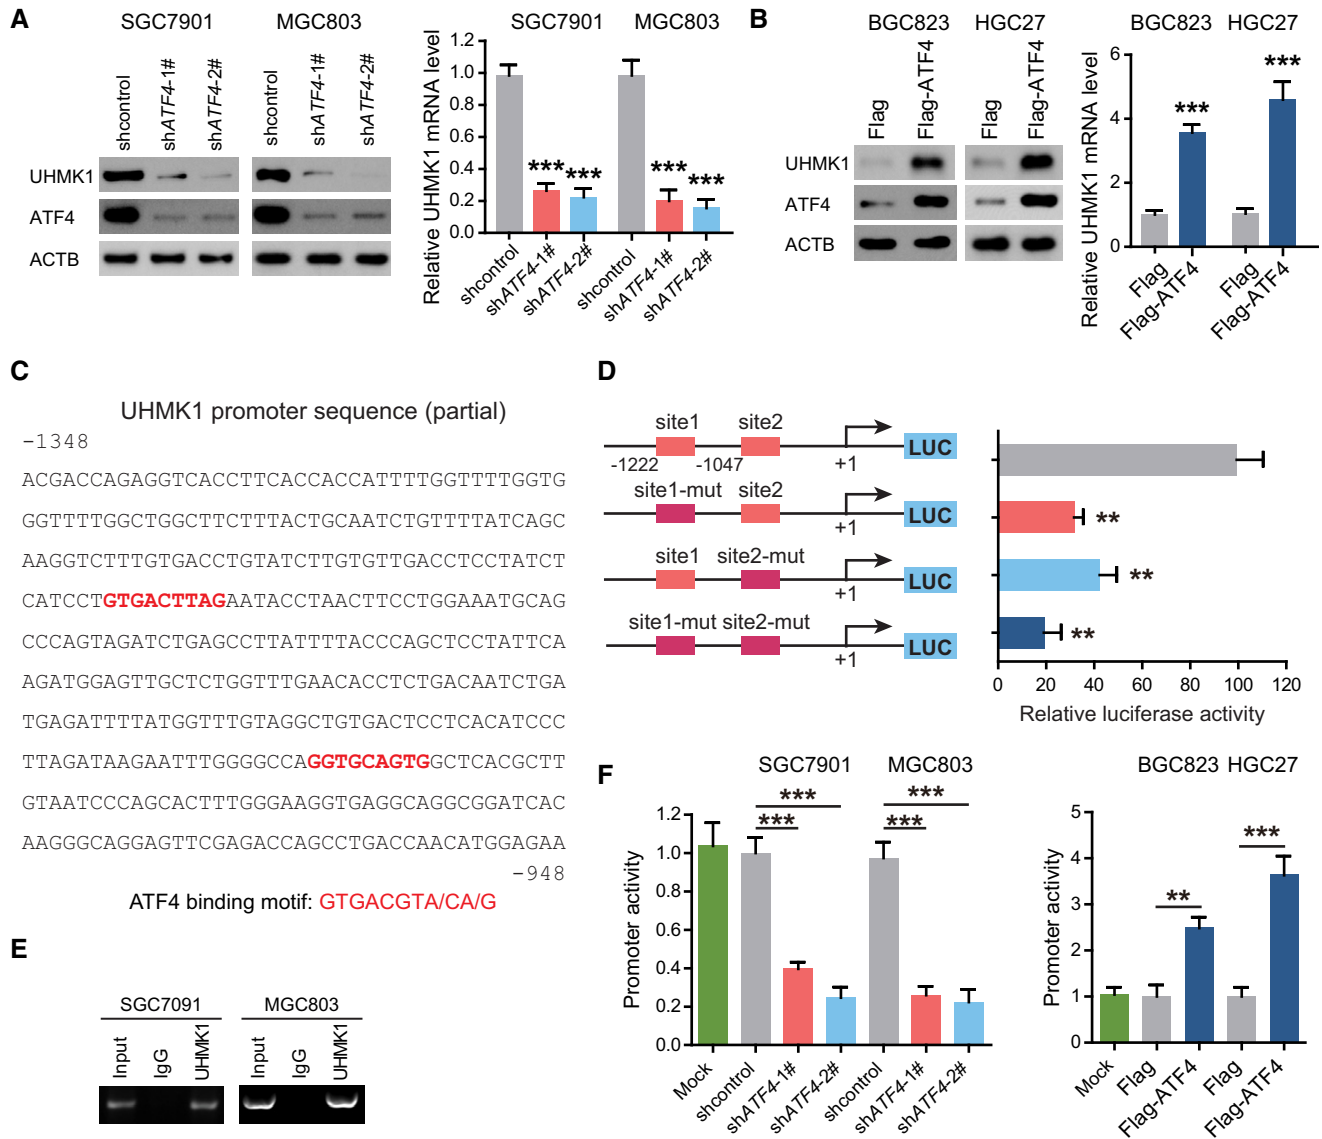 A
SGC7901
MGC803
shcontrol
shATF4-1#
shATF4-2#
shcontrol
shATF4-1#
shATF4-2#
UHMK1
ATF4
ACTB
Relative UHMK1 mRNA level
SGC7901
MGC803
1.2
1.0
0.8
0.6
0.4
0.2
0.0
***
***
***
***
shcontrol
shATF4-1#
shATF4-2#
shcontrol
shATF4-1#
shATF4-2#
B
BGC823
HGC27
Flag
Flag-ATF4
Flag
Flag-ATF4
UHMK1
ATF4
ACTB
Relative UHMK1 mRNA level
BGC823
HGC27
6
4
2
0
***
***
Flag
Flag-ATF4
Flag
Flag-ATF4
C
UHMK1 promoter sequence (partial)
-1348
ACGACCAGAGGTCACCTTCACCACCATTTTGGTTTTGGTG
GGTTTTGGCTGGCTTCTTTACTGCAATCTGTTTTATCAGC
AAGGTCTTTGTGACCTGTATCTTGTGTTGACCTCCTATCT
CATCCTGTGACTTAGAATACCTAACTTCCTGGAAATGCAG
CCCAGTAGATCTGAGCCTTATTTTACCCAGCTCCTATTCA
AGATGGAGTTGCTCTGGTTTGAACACCTCTGACAATCTGA
TGAGATTTTATGGTTTGTAGGCTGTGACTCCTCACATCCC
TTAGATAAGAATTTGGGGCCAGGTGCAGTGGCTCACGCTT
GTAATCCCAGCACTTTGGGAAGGTGAGGCAGGCGGATCAC
AAGGGCAGGAGTTCGAGACCAGCCTGACCAACATGGAGAA
-948
ATF4 binding motif: GTGACGTA/CA/G
D
site1
site2
-1222
-1047
+1
LUC
site1-mut
site2
+1
LUC
site1
site2-mut
+1
LUC
site1-mut
site2-mut
+1
LUC
**
**
**
0
20
40
60
80
100
120
Relative luciferase activity
E
SGC7091
MGC803
Input
IgG
UHMK1
Input
IgG
UHMK1
F
SGC7901
MGC803
Promoter activity
1.2
1.0
0.8
0.6
0.4
0.2
0.0
***
***
***
***
Mock
shcontrol
shATF4-1#
shATF4-2#
shcontrol
shATF4-1#
shATF4-2#
BGC823
HGC27
Promoter activity
5
4
3
2
1
0
**
***
Mock
Flag
Flag-ATF4
Flag
Flag-ATF4